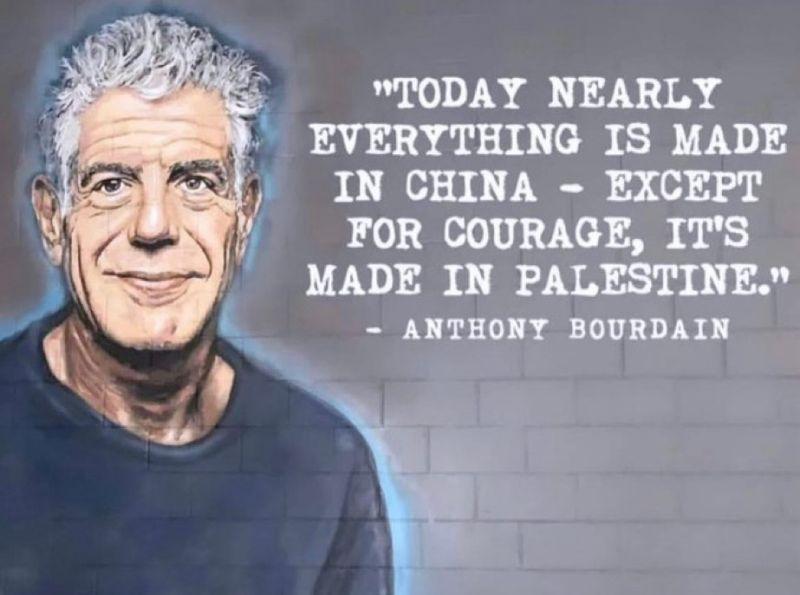 "TODAY NEARLY
EVERYTHING IS MADE
IN CHINA - EXCEPT
FOR COURAGE, IT'S
MADE IN PALESTINE."
- ANTHONY BOURDAIN